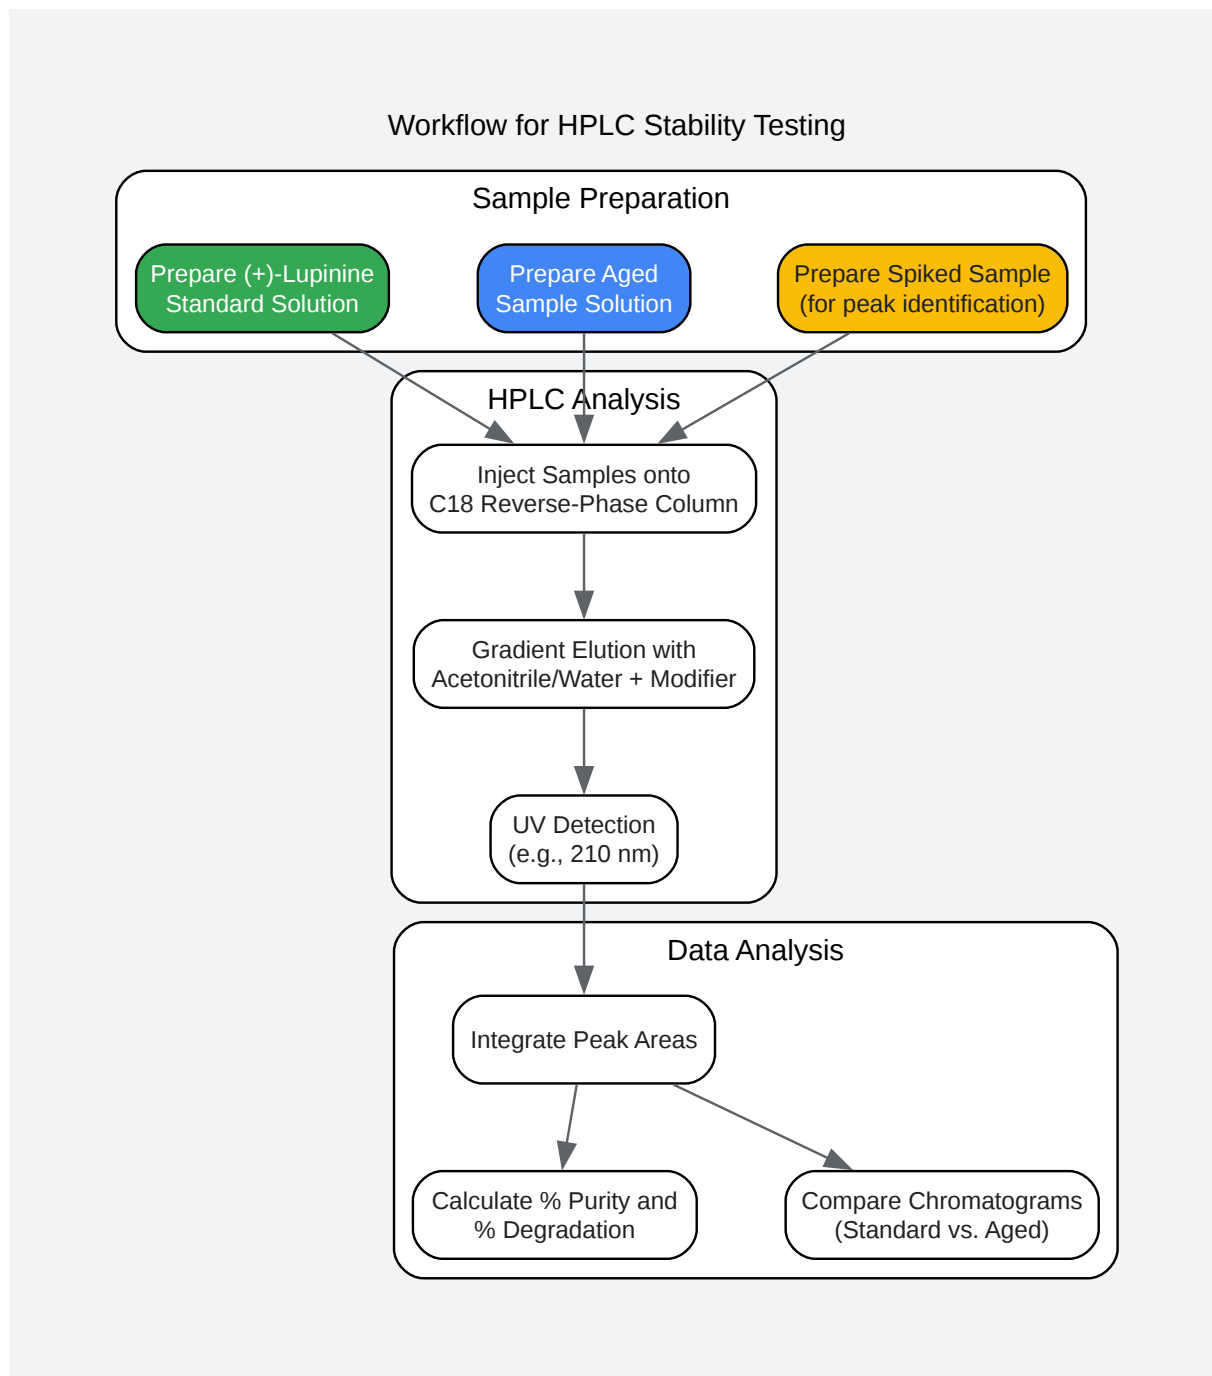 Workflow for HPLC Stability Testing
Sample Preparation
Prepare (+)-Lupinine
Standard Solution
Prepare Aged
Sample Solution
Prepare Spiked Sample
(for peak identification)
HPLC Analysis
Inject Samples onto
C18 Reverse-Phase Column
Gradient Elution with
Acetonitrile/Water + Modifier
UV Detection
(e.g., 210 nm)
Data Analysis
Integrate Peak Areas
Calculate % Purity and
% Degradation
Compare Chromatograms
(Standard vs. Aged)